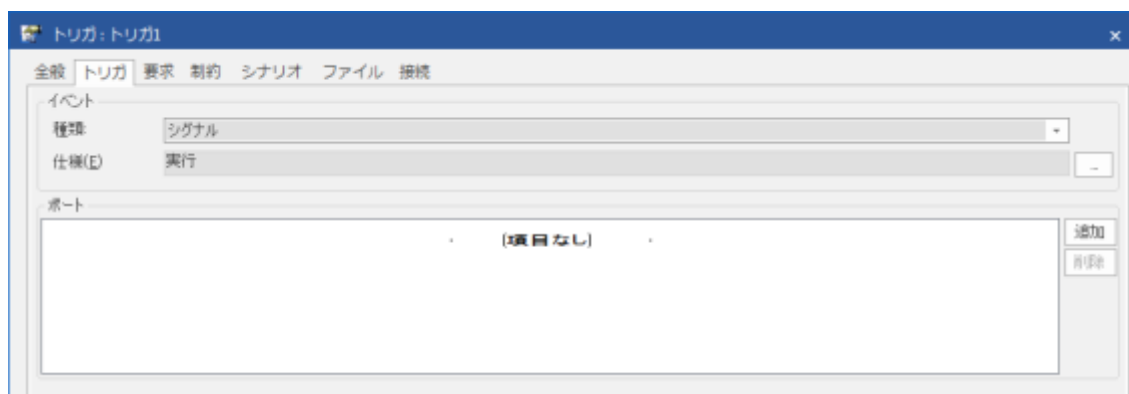 トリガ : トリガ1
×
全般 トリガ 要求 制約 シナリオ ファイル 接続
イベント
種類: シグナル
仕様(E) 実行 ...
ポート
(項目なし)
追加
削除